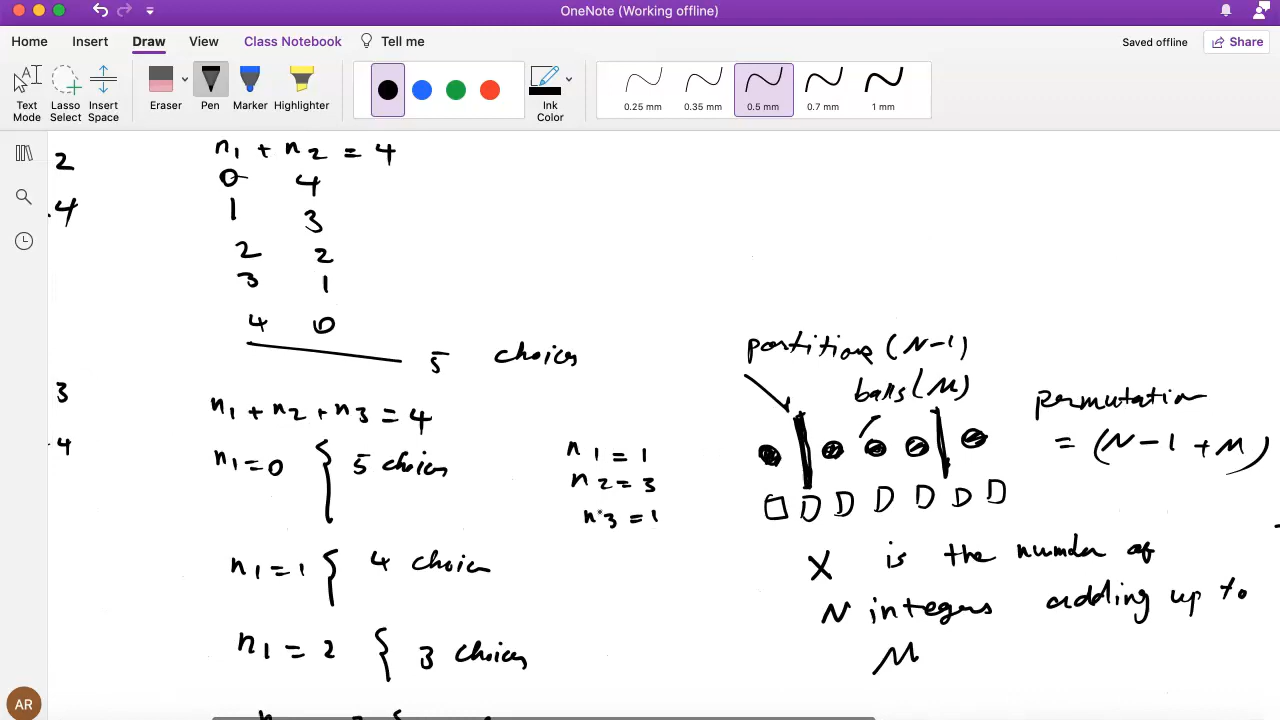 OneNote (Working offline)
Home Insert Draw View Class Notebook Tell me
Saved offline Share
Text Mode
Lasso Select
Insert Space
Eraser
Pen
Marker
Highlighter
Ink Color
0.25 mm
0.35 mm
0.5 mm
0.7 mm
1 mm
2
4
3
4
n1 + n2 = 4
0 4
1 3
2 2
3 1
4 0
5 choices
n1 + n2 + n3 = 4
n1 = 0 { 5 choices
n1 = 1 { 4 choices
n1 = 2 { 3 choices
n1 = 1
n2 = 3
n3 = 1
partitions (N-1)
balls (M)
permutation
= (N - 1 + M)
X is the number of
N integers adding up to
M
AR